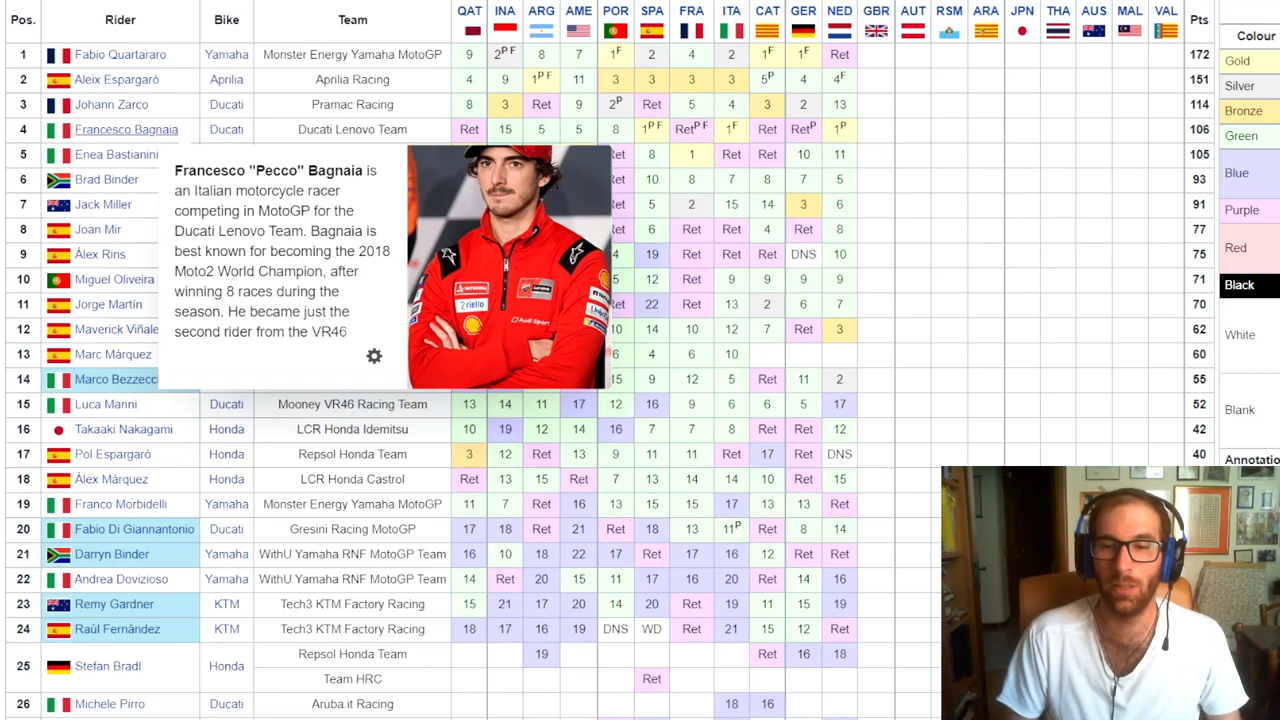 Pos. Rider Bike Team QAT INA ARG AME POR SPA FRA ITA CAT GER NED GBR AUT RSM ARA JPN THA AUS MAL VAL Pts
Colour
1 Fabio Quartararo Yamaha Monster Energy Yamaha MotoGP 9 2P F 8 7 1F 2 4 2 1F 1F Ret 172
Gold
2 Aleix Espargaró Aprilia Aprilia Racing 4 9 1P F 11 3 3 3 3 5P 4 4F 151
Silver
3 Johann Zarco Ducati Pramac Racing 8 3 Ret 9 2P Ret 5 4 3 2 13 114
Bronze
4 Francesco Bagnaia Ducati Ducati Lenovo Team Ret 15 5 5 8 1P F RetP F 1F Ret RetP 1P 106
Green
5 Enea Bastianini Ret 8 1 Ret Ret 10 11 105
6 Brad Binder Ret 10 8 7 8 7 5 93
Blue
7 Jack Miller Ret 5 2 15 14 3 6 91
Purple
8 Joan Mir Ret 6 Ret Ret 4 Ret 8 77
9 Álex Rins 4 19 Ret Ret Ret DNS 10 75
Red
10 Miguel Oliveira 5 12 Ret 9 9 9
Black
11 Jorge Martín Ret 22 Ret 13 2 6 7 70
12 Maverick Viñale 10 14 10 12 7 Ret 3 62
White
13 Marc Márquez 6 4 6 10 60
14 Marco Bezzecc 15 9 12 5 Ret 11 2 55
Francesco "Pecco" Bagnaia is
an Italian motorcycle racer
competing in MotoGP for the
Ducati Lenovo Team. Bagnaia is
best known for becoming the 2018
Moto2 World Champion, after
winning 8 races during the
season. He became just the
second rider from the VR46
Lenovo
riello
Audi Sport
15 Luca Marini Ducati Mooney VR46 Racing Team 13 14 11 17 12 16 9 6 6 5 17 52
Blank
16 Takaaki Nakagami Honda LCR Honda Idemitsu 10 19 12 14 16 7 7 8 Ret Ret 12 42
17 Pol Espargaró Honda Repsol Honda Team 3 12 Ret 13 9 11 11 Ret 17 Ret DNS 40
Annotatio
18 Álex Márquez Honda LCR Honda Castrol Ret 13 15 Ret 7 13 14 14 10 Ret 15
19 Franco Morbidelli Yamaha Monster Energy Yamaha MotoGP 11 7 Ret 16 13 15 15 17 13 13 Ret
20 Fabio Di Giannantonio Ducati Gresini Racing MotoGP 17 18 Ret 21 Ret 18 13 11P Ret 8 14
21 Darryn Binder Yamaha WithU Yamaha RNF MotoGP Team 16 10 18 22 17 Ret 17 16 12 Ret Ret
22 Andrea Dovizioso Yamaha WithU Yamaha RNF MotoGP Team 14 Ret 20 15 11 17 16 20 Ret 14 16
23 Remy Gardner KTM Tech3 KTM Factory Racing 15 21 17 20 14 20 Ret 19 11 15 19
24 Raúl Fernández KTM Tech3 KTM Factory Racing 18 17 16 19 DNS WD Ret 21 15 12 Ret
25 Stefan Bradl Honda Repsol Honda Team 19 Ret 16 18
Team HRC Ret
26 Michele Pirro Ducati Aruba.it Racing 18 16